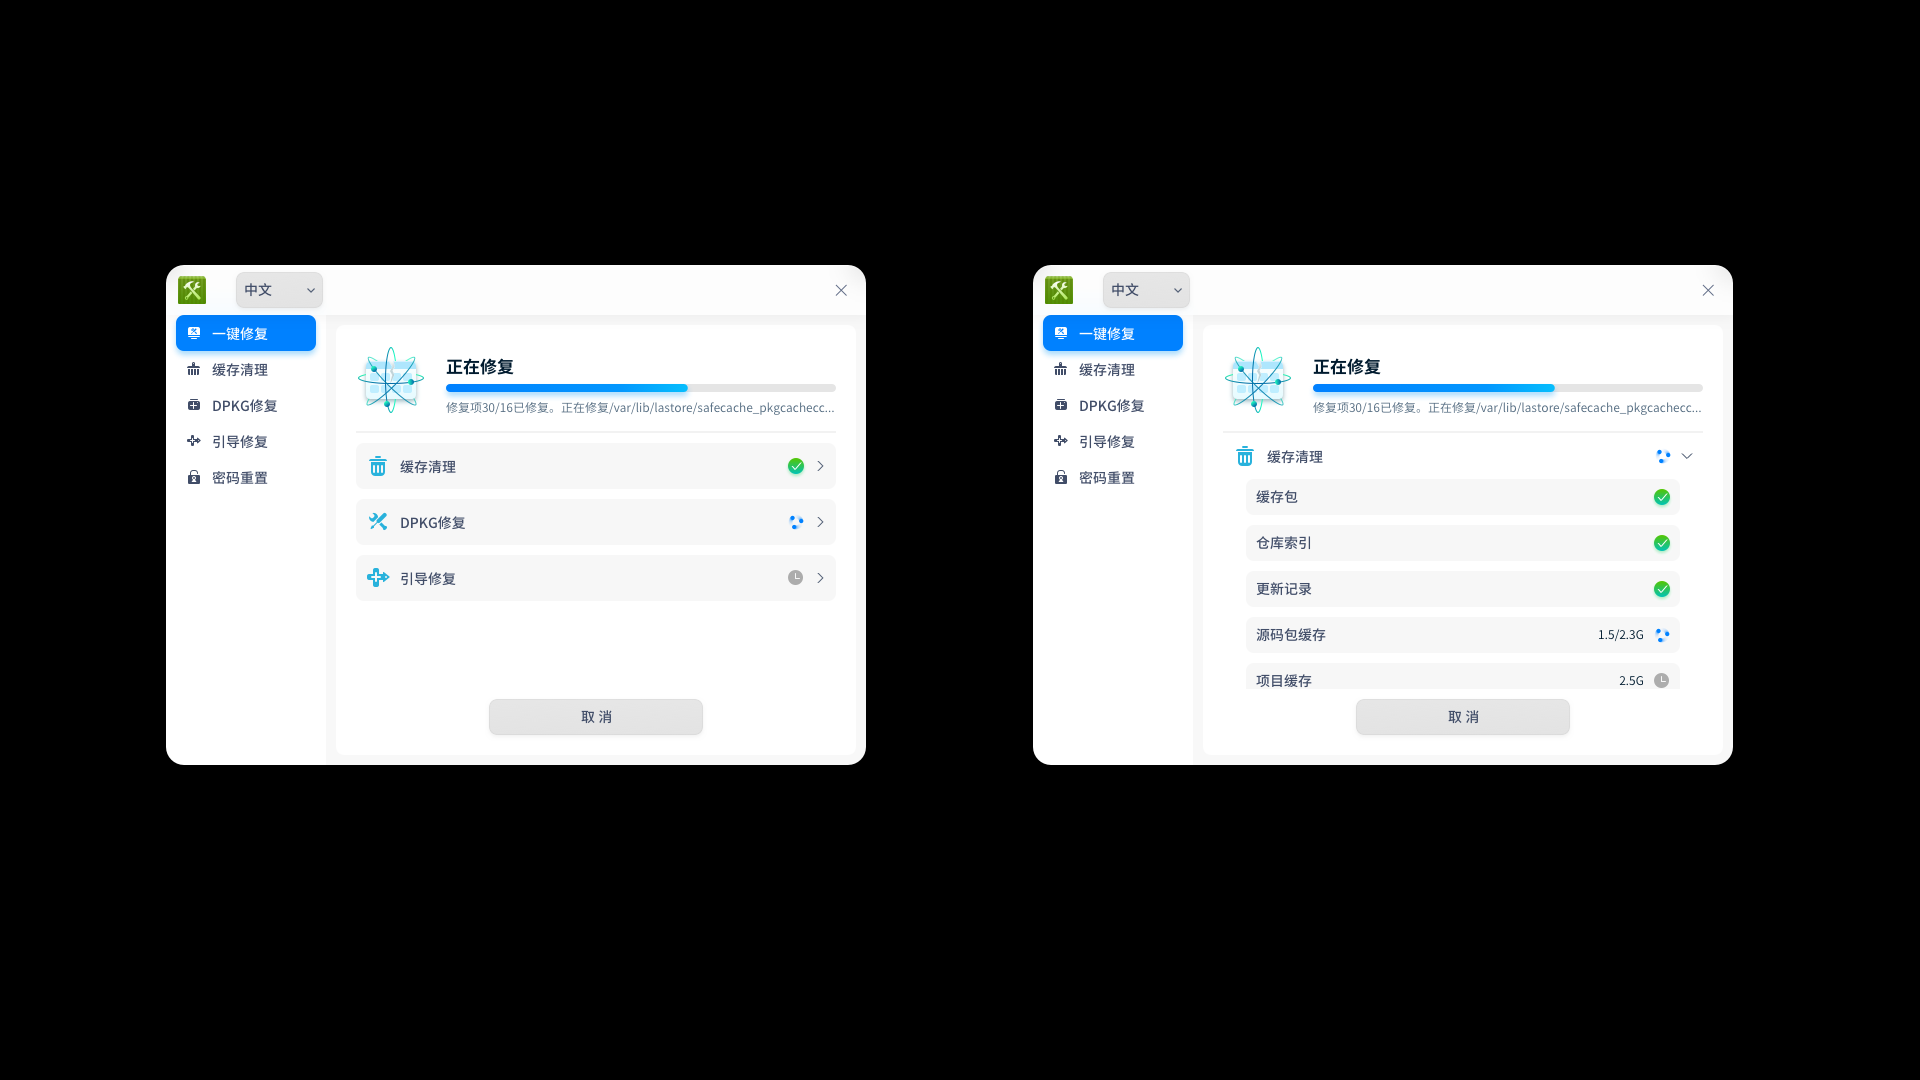 中文
一键修复
缓存清理
DPKG修复
引导修复
密码重置
正在修复
修复项30/16已修复。正在修复/var/lib/lastore/safecache_pkgcachecc...
缓存清理
DPKG修复
引导修复
取 消
中文
一键修复
缓存清理
DPKG修复
引导修复
密码重置
正在修复
修复项30/16已修复。正在修复/var/lib/lastore/safecache_pkgcachecc...
缓存清理
缓存包
仓库索引
更新记录
源码包缓存 1.5/2.3G
项目缓存 2.5G
取 消